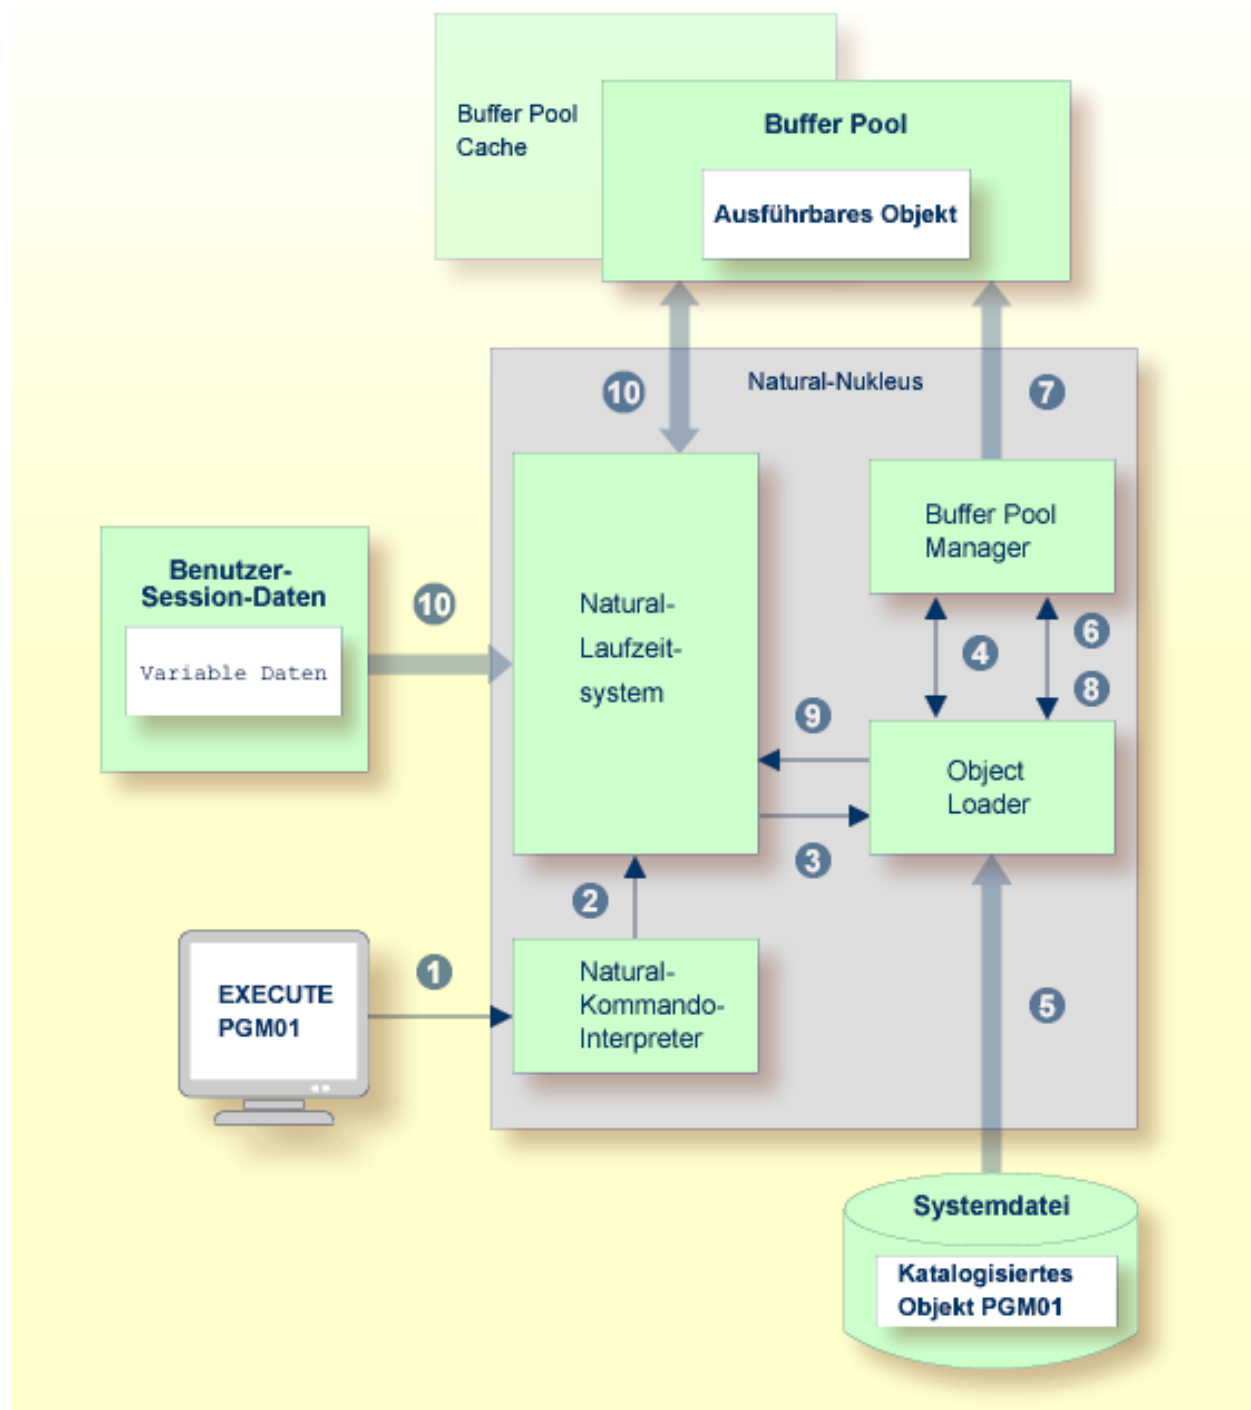 Buffer Pool
Cache
Buffer Pool
Ausführbares Objekt
Natural-Nukleus
10
7
Buffer Pool
Manager
Benutzer-
Session-Daten
Variable Daten
10
Natural-
Laufzeit-
system
4
6
8
9
3
Object
Loader
2
EXECUTE
PGM01
1
Natural-
Kommando-
Interpreter
5
Systemdatei
Katalogisiertes
Objekt PGM01